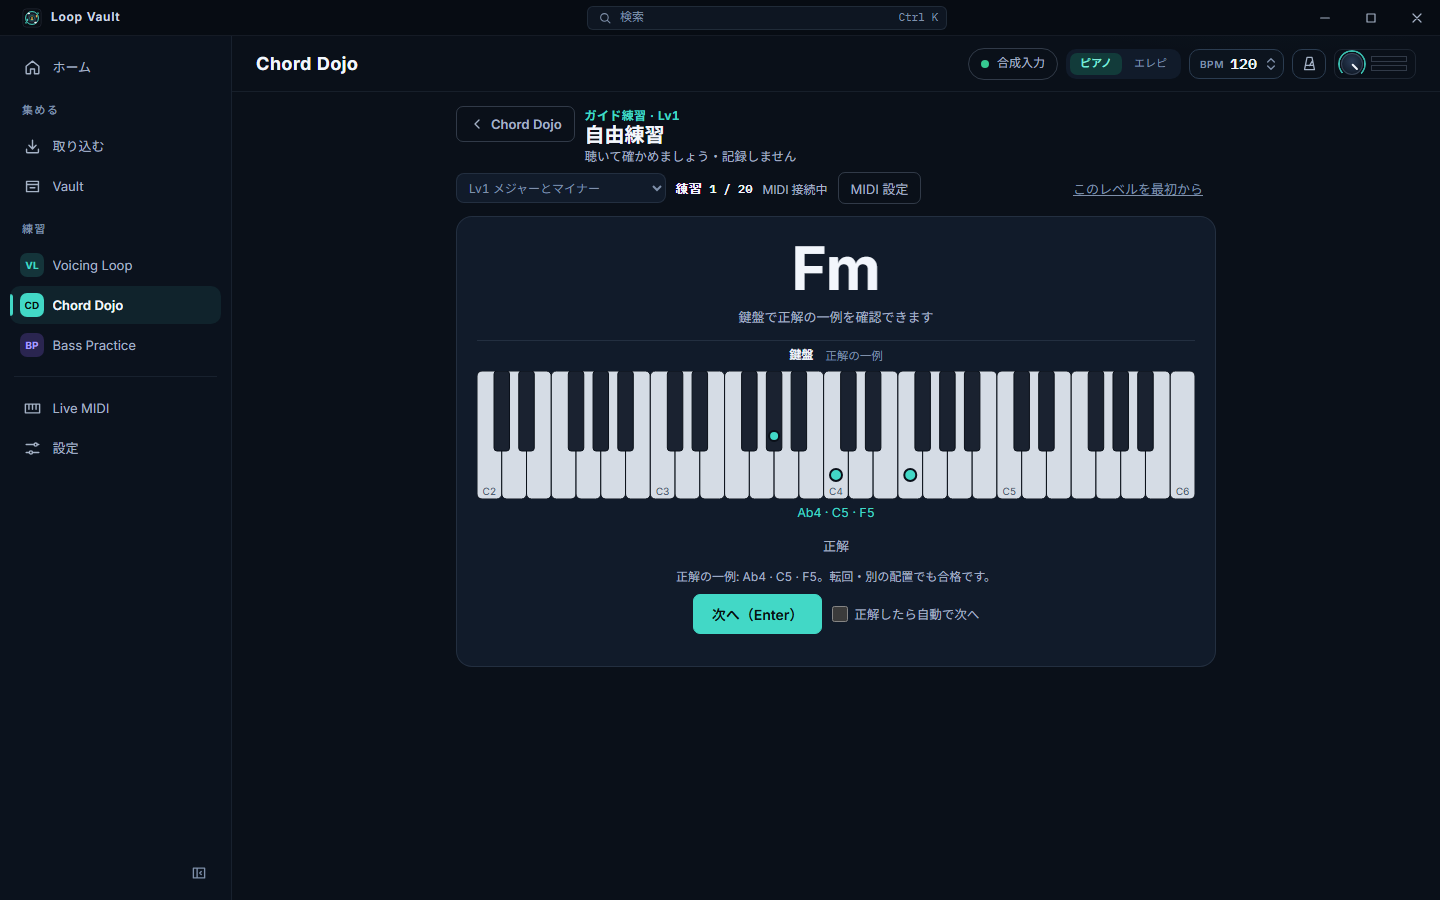 Loop Vault
検索
Ctrl K
ホーム
集める
取り込む
Vault
練習
VL Voicing Loop
CD Chord Dojo
BP Bass Practice
Live MIDI
設定
Chord Dojo
合成入力
ピアノ エレピ
BPM 120
Chord Dojo
ガイド練習 · Lv1
自由練習
聴いて確かめましょう・記録しません
Lv1 メジャーとマイナー
練習 1 / 20
MIDI 接続中
MIDI 設定
このレベルを最初から
Fm
鍵盤で正解の一例を確認できます
鍵盤 正解の一例
C2 C3 C4 C5 C6
Ab4 · C5 · F5
正解
正解の一例: Ab4 · C5 · F5。転回・別の配置でも合格です。
次へ（Enter）
正解したら自動で次へ